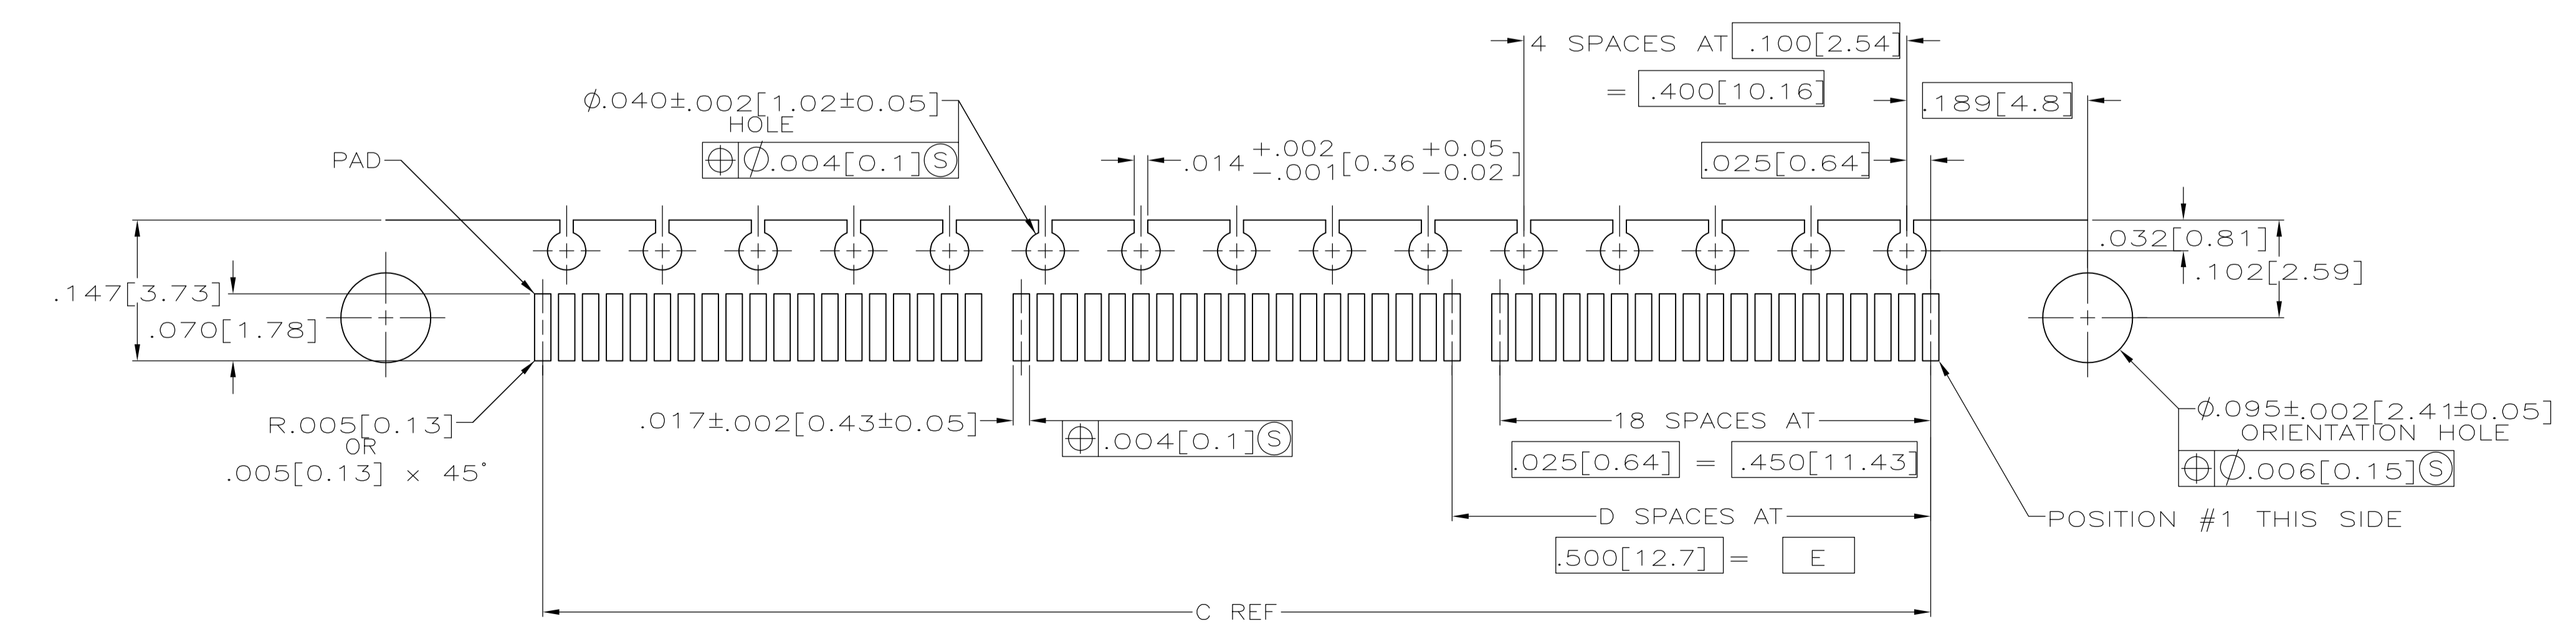 4 SPACES AT .100[2.54]
= .400[10.16]
.189[4.8]
⌀.040±.002[1.02±0.05]
HOLE
⌖ ⌀.004[0.1]Ⓢ
PAD
.014 +.002 -.001 [0.36 +0.05 -0.02]
.025[0.64]
.032[0.81]
.102[2.59]
.147[3.73]
.070[1.78]
R.005[0.13]
OR
.005[0.13] × 45°
.017±.002[0.43±0.05]
⌖ .004[0.1]Ⓢ
18 SPACES AT
.025[0.64] = .450[11.43]
⌀.095±.002[2.41±0.05]
ORIENTATION HOLE
⌖ ⌀.006[0.15]Ⓢ
D SPACES AT
.500[12.7] = E
POSITION #1 THIS SIDE
C REF